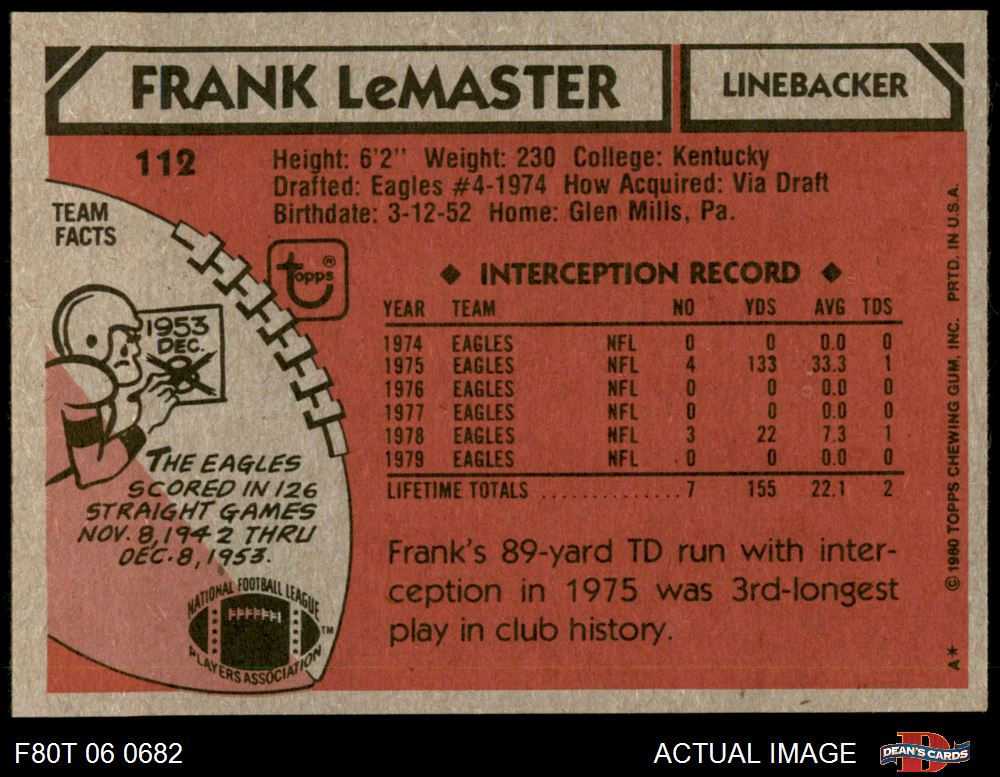 FRANK LeMASTER
LINEBACKER
112
Height: 6'2" Weight: 230 College: Kentucky
Drafted: Eagles #4-1974 How Acquired: Via Draft
Birthdate: 3-12-52 Home: Glen Mills, Pa.
TEAM
FACTS
topps®
1953
DEC.
THE EAGLES
SCORED IN 126
STRAIGHT GAMES
NOV. 8, 1942 THRU
DEC. 8, 1953.
NATIONAL FOOTBALL LEAGUE
PLAYERS ASSOCIATION
TM
◆ INTERCEPTION RECORD ◆
YEAR TEAM NO YDS AVG TDS
1974 EAGLES NFL 0 0 0.0 0
1975 EAGLES NFL 4 133 33.3 1
1976 EAGLES NFL 0 0 0.0 0
1977 EAGLES NFL 0 0 0.0 0
1978 EAGLES NFL 3 22 7.3 1
1979 EAGLES NFL 0 0 0.0 0
LIFETIME TOTALS ............. 7 155 22.1 2
Frank's 89-yard TD run with inter-
ception in 1975 was 3rd-longest
play in club history.
A* © 1980 TOPPS CHEWING GUM, INC. PRTD. IN U.S.A.
F80T 06 0682
ACTUAL IMAGE
D
DEAN'S CARDS